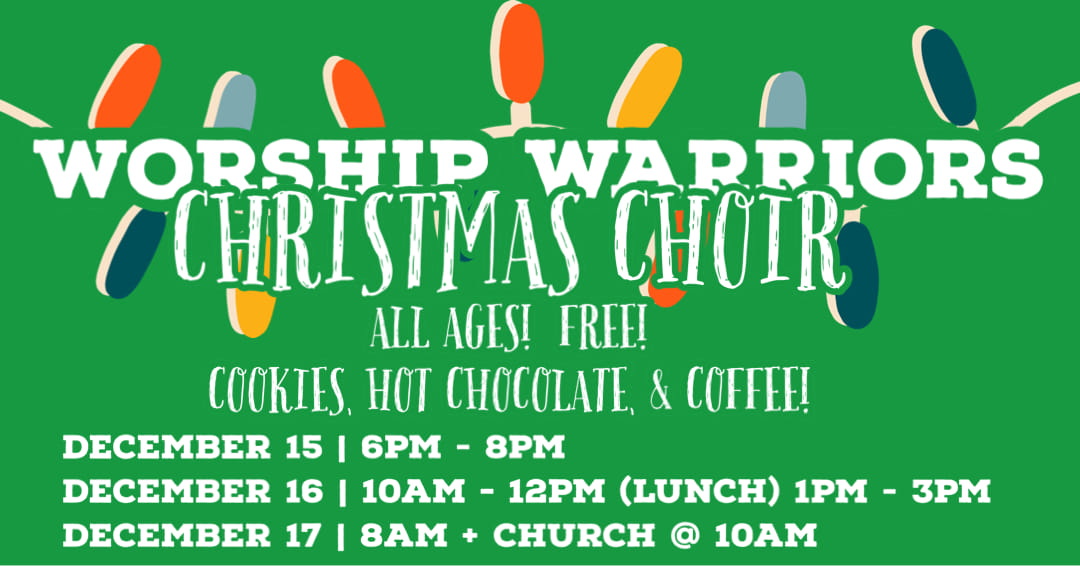 WORSHIP WARRIORS
CHRISTMAS CHOIR
ALL AGES! FREE!
COOKIES, HOT CHOCOLATE, & COFFEE!
DECEMBER 15 | 6PM - 8PM
DECEMBER 16 | 10AM - 12PM (LUNCH) 1PM - 3PM
DECEMBER 17 | 8AM + CHURCH @ 10AM